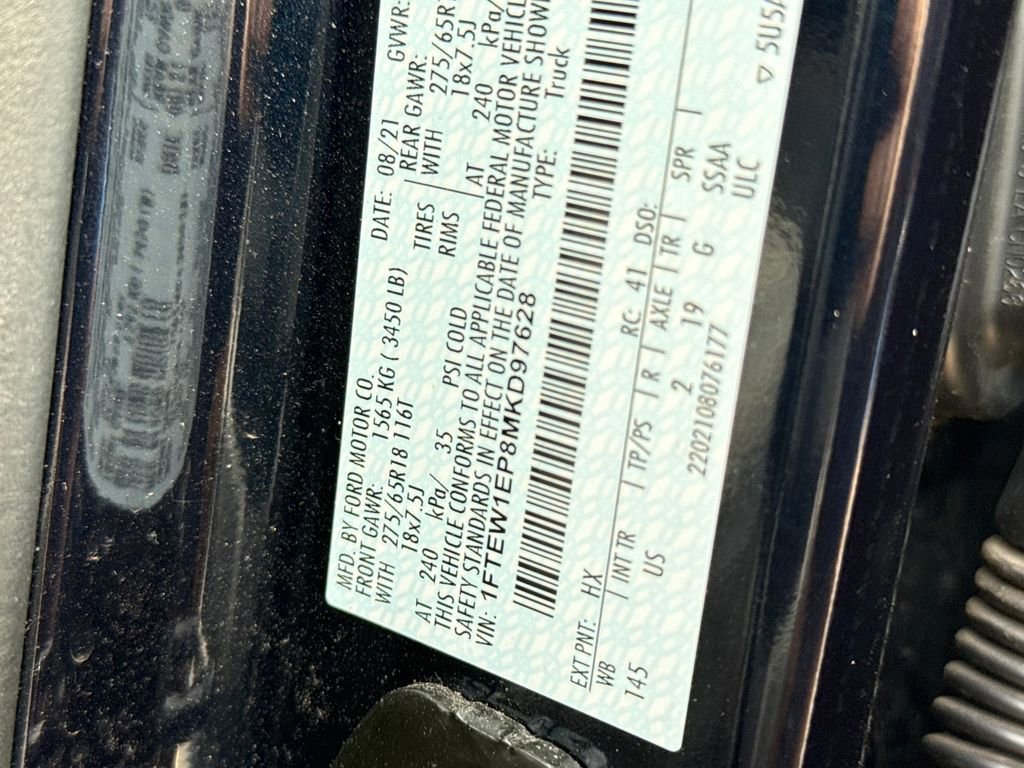 MFD. BY FORD MOTOR CO.
DATE: 08/21 GVWR:
FRONT GAWR: 1565 KG ( 3450 LB)
REAR GAWR:
WITH 275/65R18 116T TIRES WITH 275/65R1
18x7.5J RIMS 18x7.5J
AT 240 kPa/ 35 PSI COLD AT 240 kPa/
THIS VEHICLE CONFORMS TO ALL APPLICABLE FEDERAL MOTOR VEHICL
SAFETY STANDARDS IN EFFECT ON THE DATE OF MANUFACTURE SHOWN
VIN: 1FTEW1EP8MKD97628 TYPE: Truck
EXT PNT: HX RC: 41 DSO:
WB INT TR TP/PS R AXLE TR SPR
145 US 2 19 G SSAA
2202108076177 ULC
▽ 5U5A